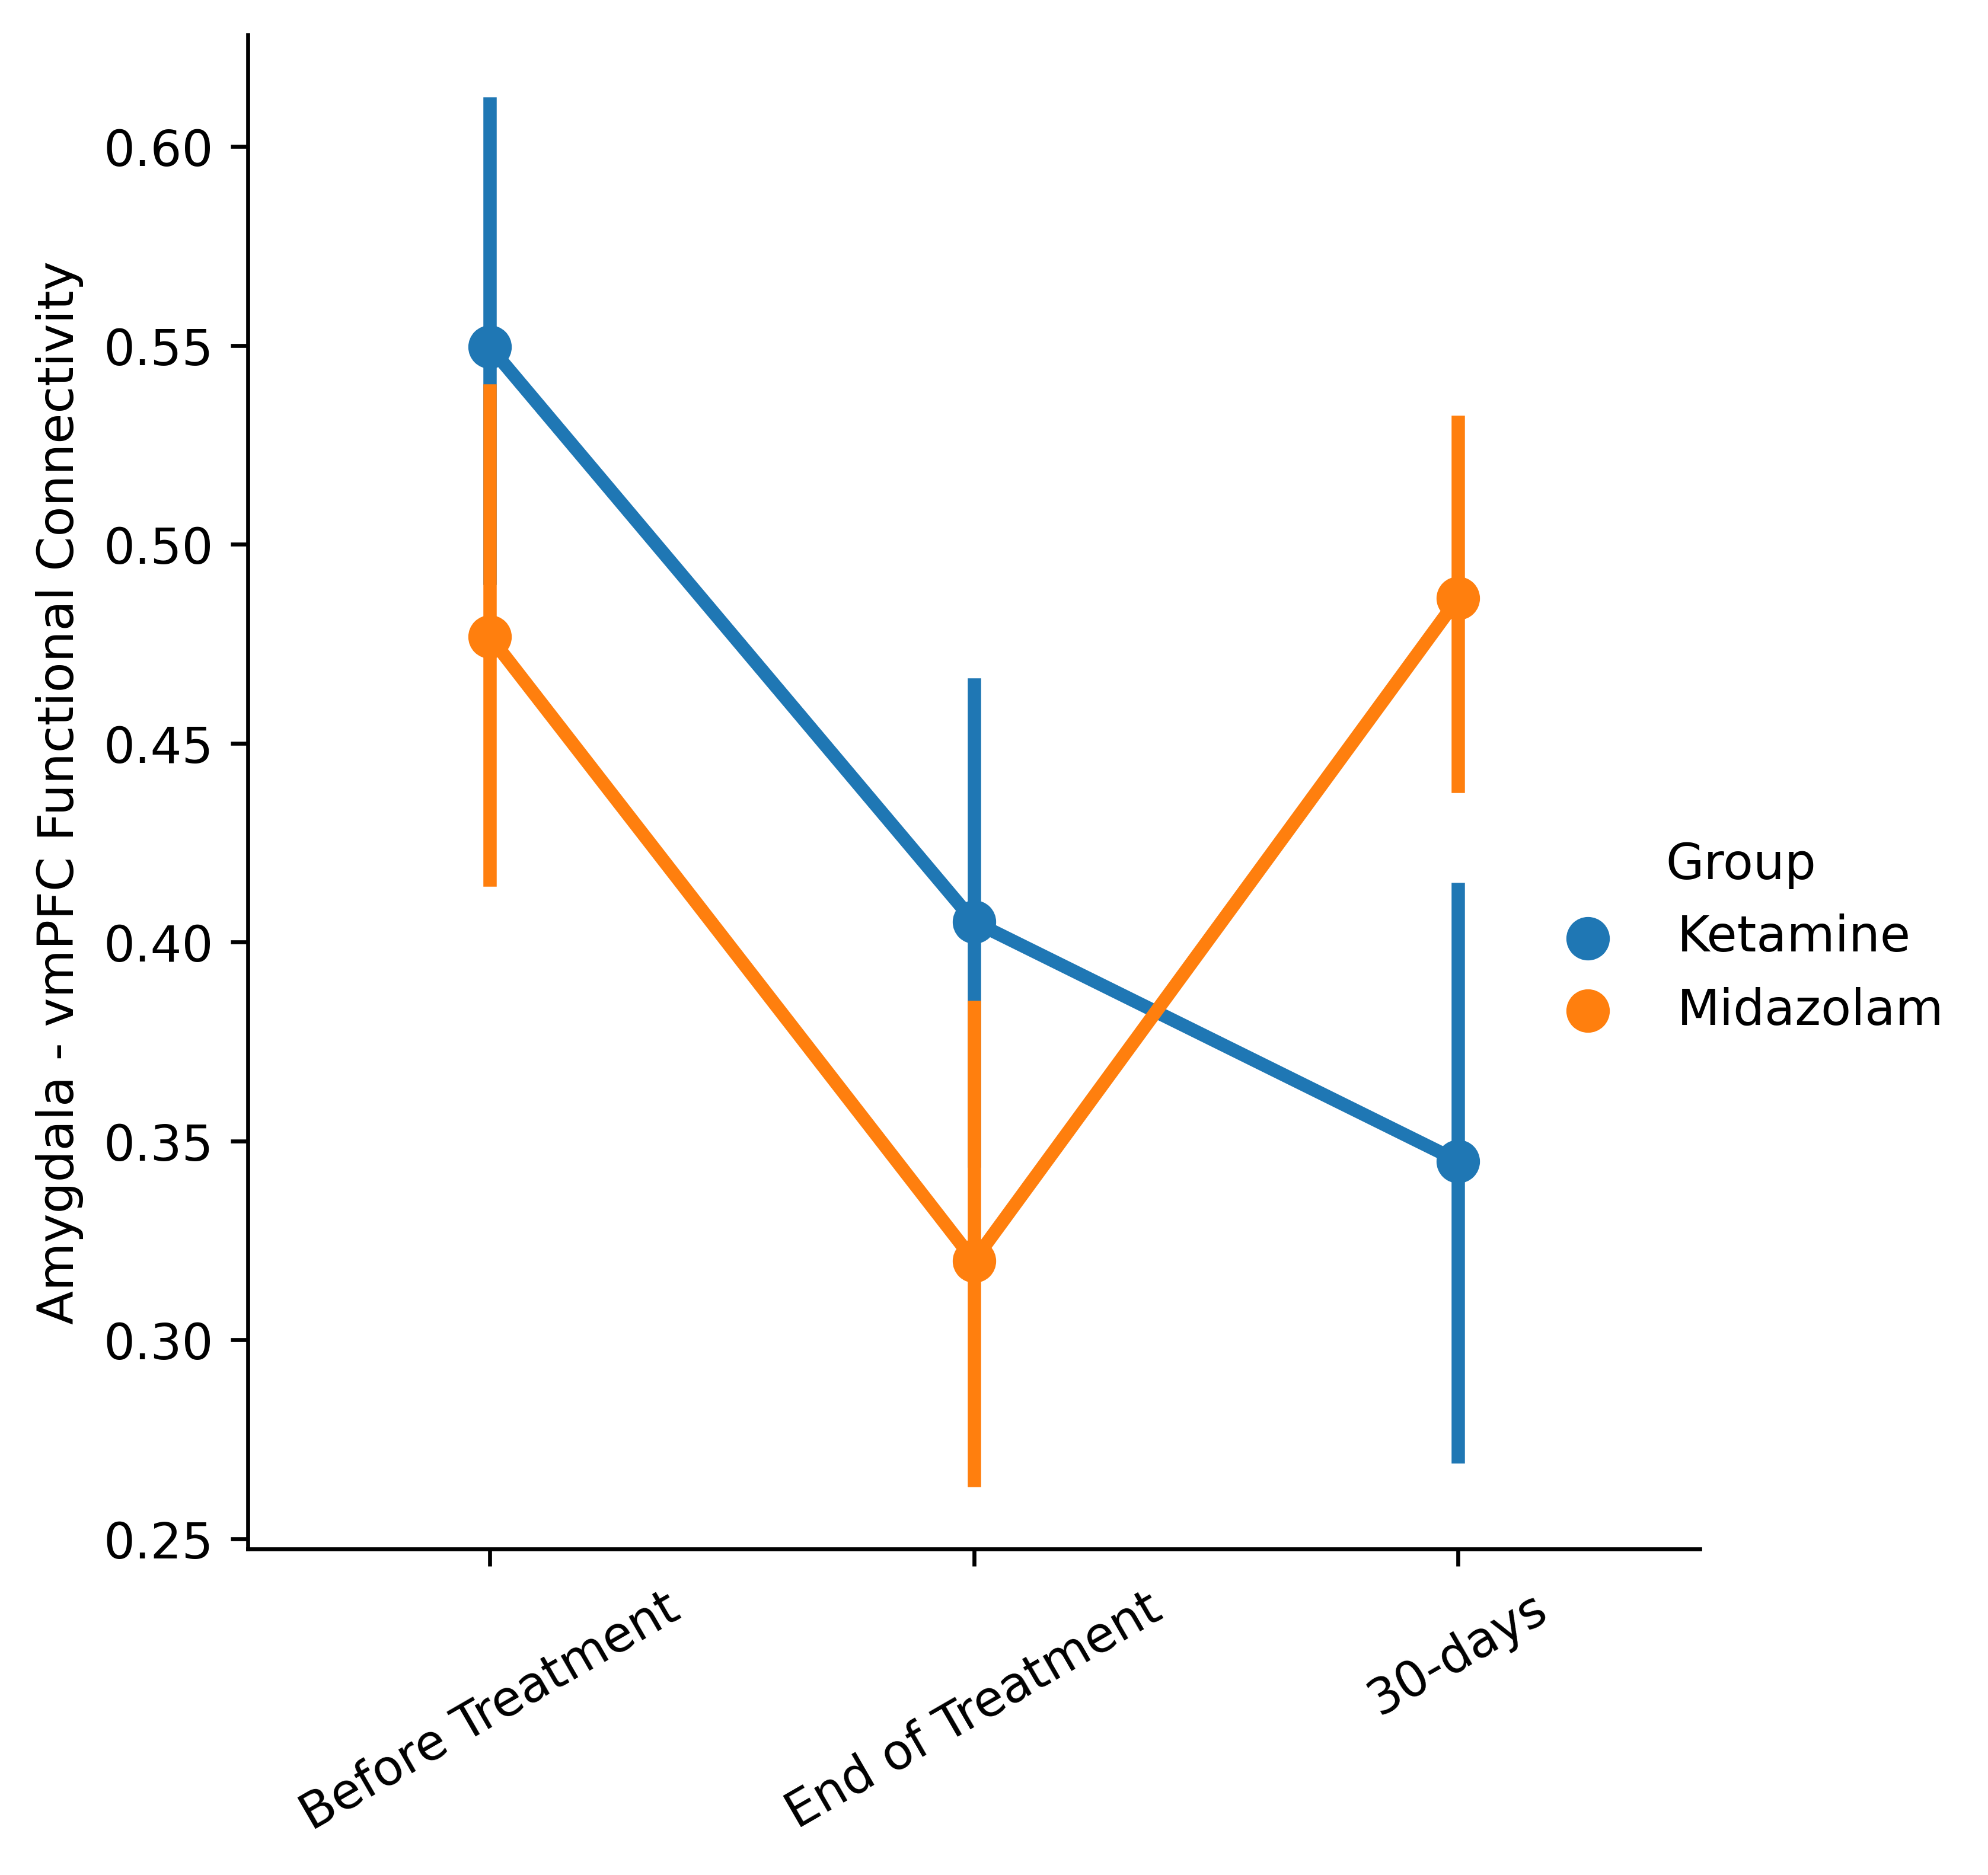 Amygdala - vmPFC Functional Connectivity
0.60
0.55
0.50
0.45
0.40
0.35
0.30
0.25
Before Treatment
End of Treatment
30-days
Group
Ketamine
Midazolam